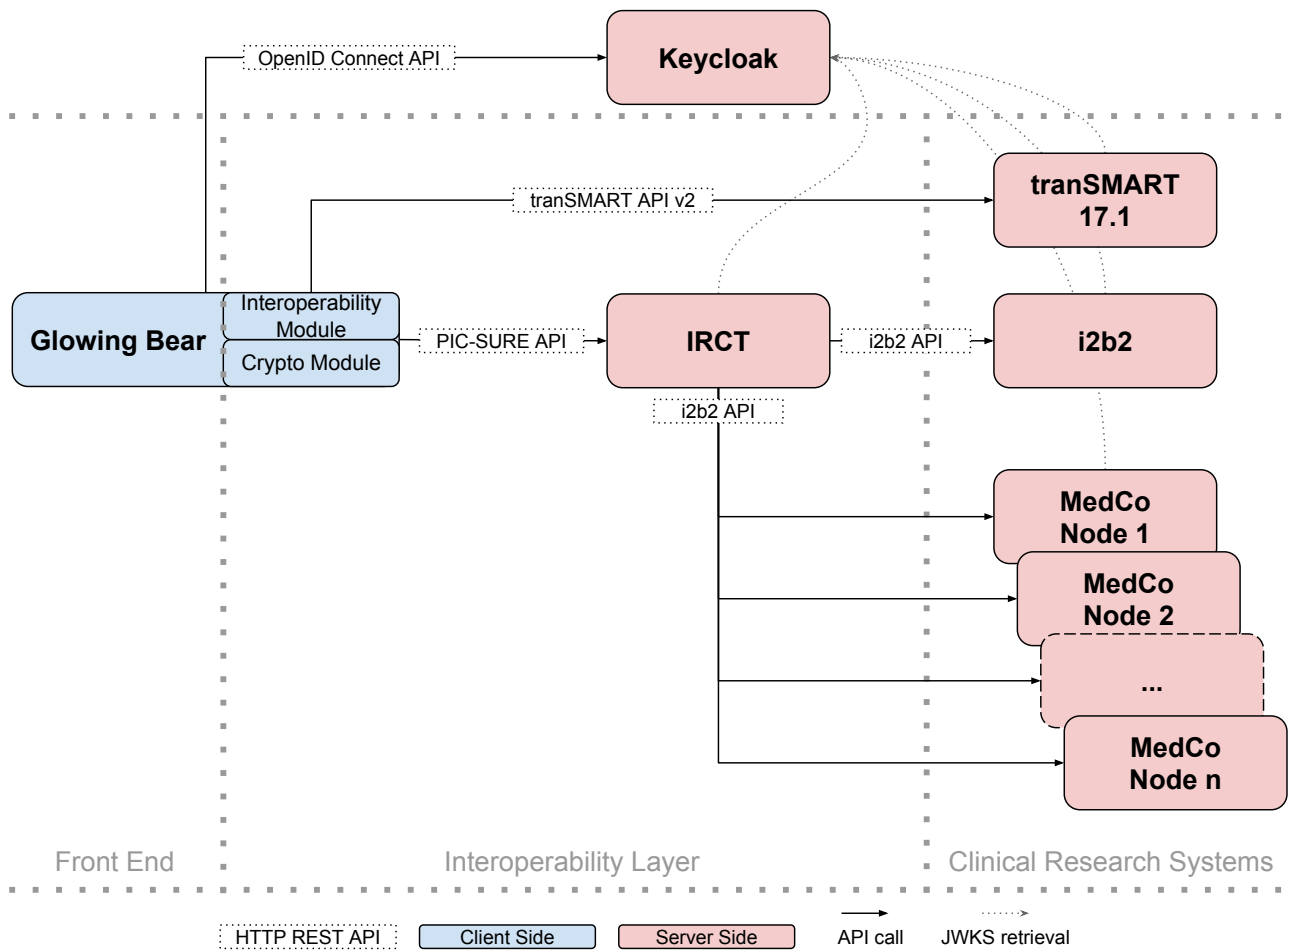 OpenID Connect API
Keycloak
tranSMART API v2
tranSMART
17.1
Glowing Bear
Interoperability
Module
Crypto Module
PIC-SURE API
IRCT
i2b2 API
i2b2
i2b2 API
MedCo
Node 1
MedCo
Node 2
...
MedCo
Node n
Front End
Interoperability Layer
Clinical Research Systems
HTTP REST API
Client Side
Server Side
API call
JWKS retrieval